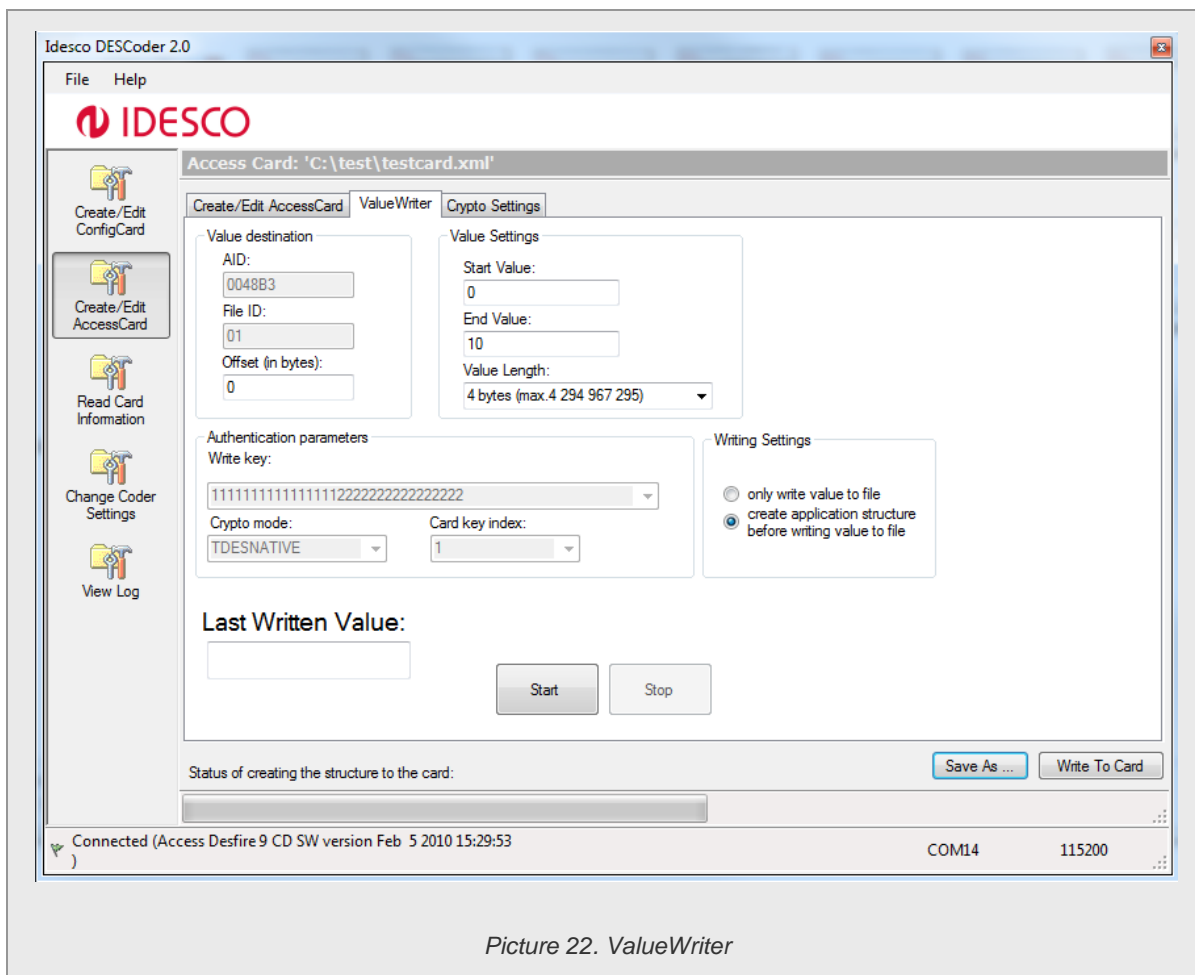 Idesco DESCoder 2.0
File Help
IDESCO
Create/Edit
ConfigCard
Create/Edit
AccessCard
Read Card
Information
Change Coder
Settings
View Log
Access Card: 'C:\test\testcard.xml'
Create/Edit AccessCard ValueWriter Crypto Settings
Value destination
AID:
0048B3
File ID:
01
Offset (in bytes):
0
Value Settings
Start Value:
0
End Value:
10
Value Length:
4 bytes (max.4 294 967 295)
Authentication parameters
Write key:
11111111111111112222222222222222
Crypto mode: Card key index:
TDESNATIVE 1
Writing Settings
only write value to file
create application structure
before writing value to file
Last Written Value:
Start Stop
Status of creating the structure to the card:
Save As ... Write To Card
Connected (Access Desfire 9 CD SW version Feb 5 2010 15:29:53
)
COM14 115200
Picture 22. ValueWriter